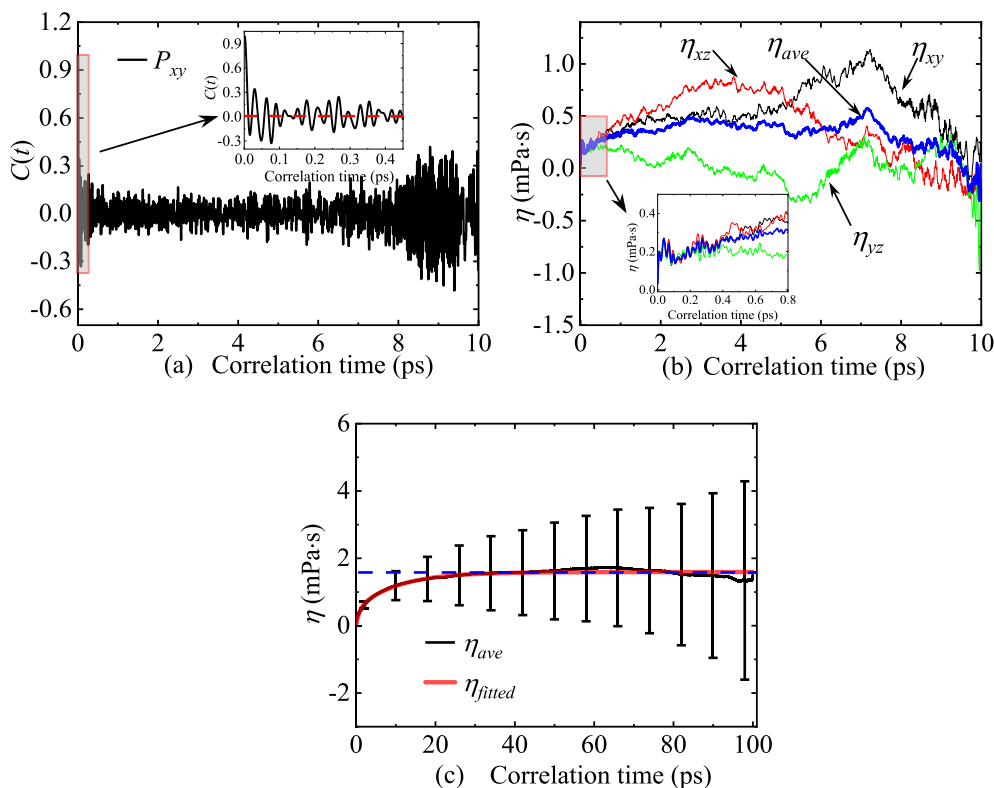 1.2
0.9
0.6
0.3
0.0
-0.3
-0.6
C(t)
P_xy
0.9
0.6
0.3
0.0
-0.3
C(t)
0.0 0.1 0.2 0.3 0.4
Correlation time (ps)
0 2 4 6 8 10
(a) Correlation time (ps)
1.0
0.5
0.0
-0.5
-1.0
-1.5
η (mPa·s)
η_xz
η_ave
η_xy
η_yz
0.4
0.2
0.0
η (mPa·s)
0.0 0.2 0.4 0.6 0.8
Correlation time (ps)
0 2 4 6 8 10
(b) Correlation time (ps)
6
4
2
0
-2
η (mPa·s)
η_ave
η_fitted
0 20 40 60 80 100
(c) Correlation time (ps)